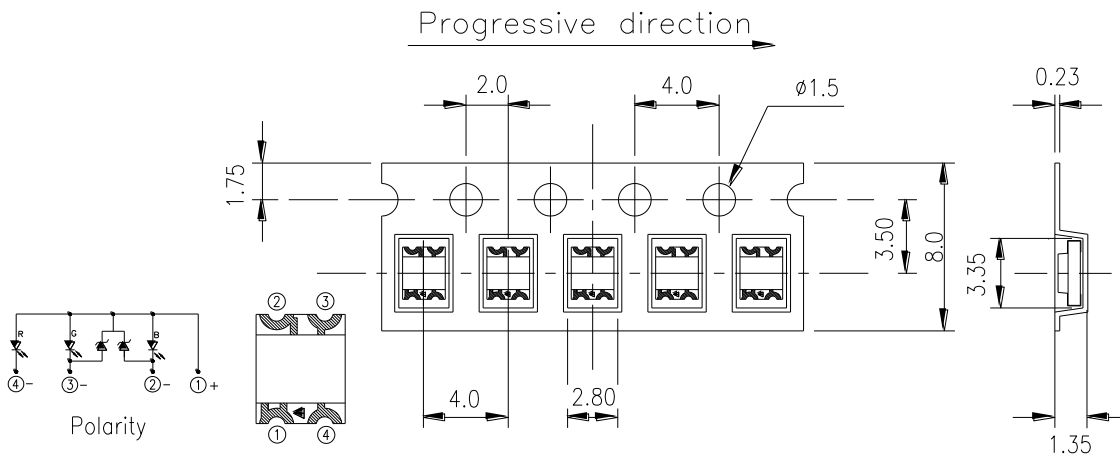 Progressive direction
2.0
4.0
ø1.5
0.23
1.75
3.50
8.0
3.35
② ③
R G B
④- ③- ②- ①+
Polarity
① ④
4.0
2.80
1.35